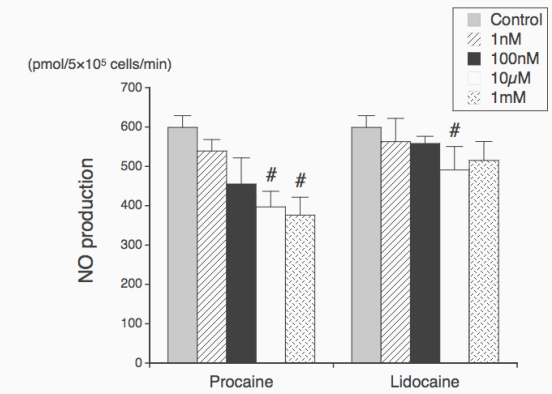 Control
1nM
100nM
10µM
1mM
(pmol/5×10⁵ cells/min)
NO production
700
600
500
400
300
200
100
0
# # #
Procaine Lidocaine